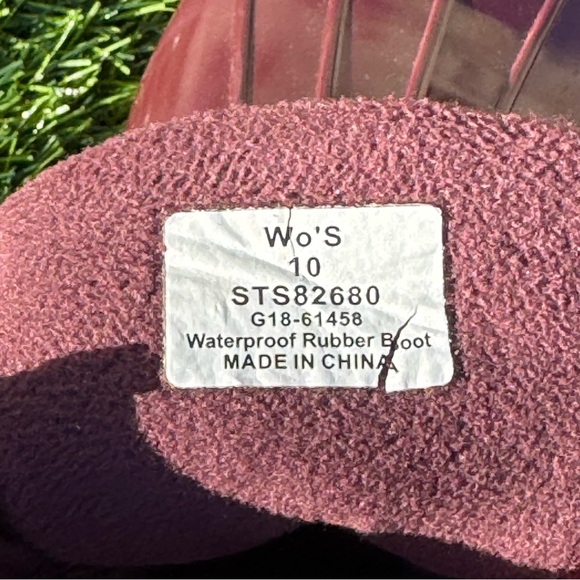 Wo'S
10
STS82680
G18-61458
Waterproof Rubber Boot
MADE IN CHINA